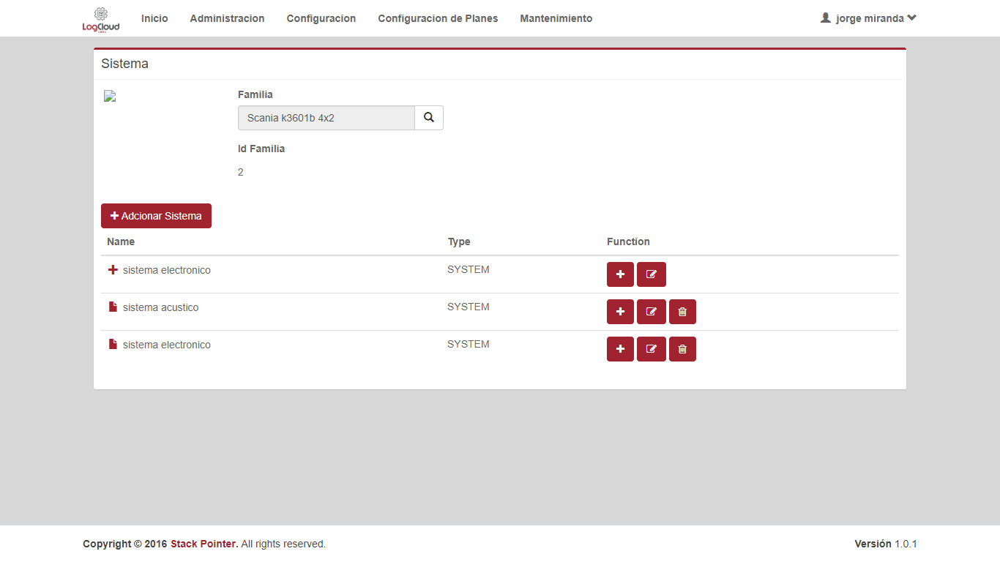 LogCloud
Inicio Administracion Configuracion Configuracion de Planes Mantenimiento jorge miranda
Sistema
Familia
Scania k3601b 4x2
Id Familia
2
Adcionar Sistema
Name Type Function
sistema electronico SYSTEM
sistema acustico SYSTEM
sistema electronico SYSTEM
Copyright © 2016 Stack Pointer. All rights reserved. Versión 1.0.1